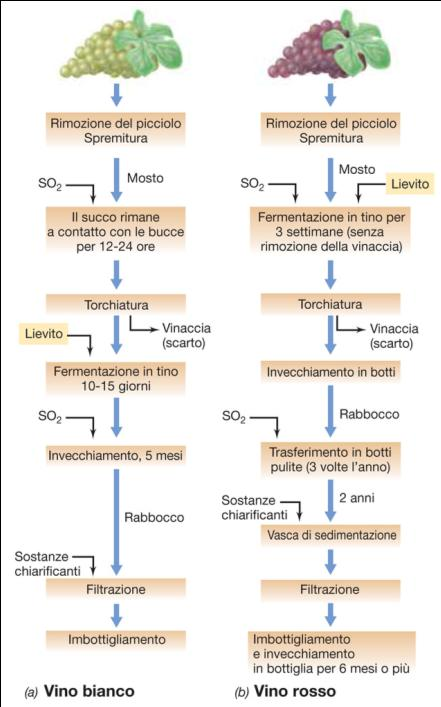 Rimozione del picciolo
Spremitura
SO2
Mosto
Il succo rimane
a contatto con le bucce
per 12-24 ore
Torchiatura
Lievito
Vinaccia
(scarto)
Fermentazione in tino
10-15 giorni
SO2
Invecchiamento, 5 mesi
Rabbocco
Sostanze
chiarificanti
Filtrazione
Imbottigliamento
(a) Vino bianco
Rimozione del picciolo
Spremitura
SO2
Mosto
Lievito
Fermentazione in tino per
3 settimane (senza
rimozione della vinaccia)
Torchiatura
Vinaccia
(scarto)
Invecchiamento in botti
Rabbocco
SO2
Trasferimento in botti
pulite (3 volte l'anno)
2 anni
Sostanze
chiarificanti
Vasca di sedimentazione
Filtrazione
Imbottigliamento
e invecchiamento
in bottiglia per 6 mesi o più
(b) Vino rosso